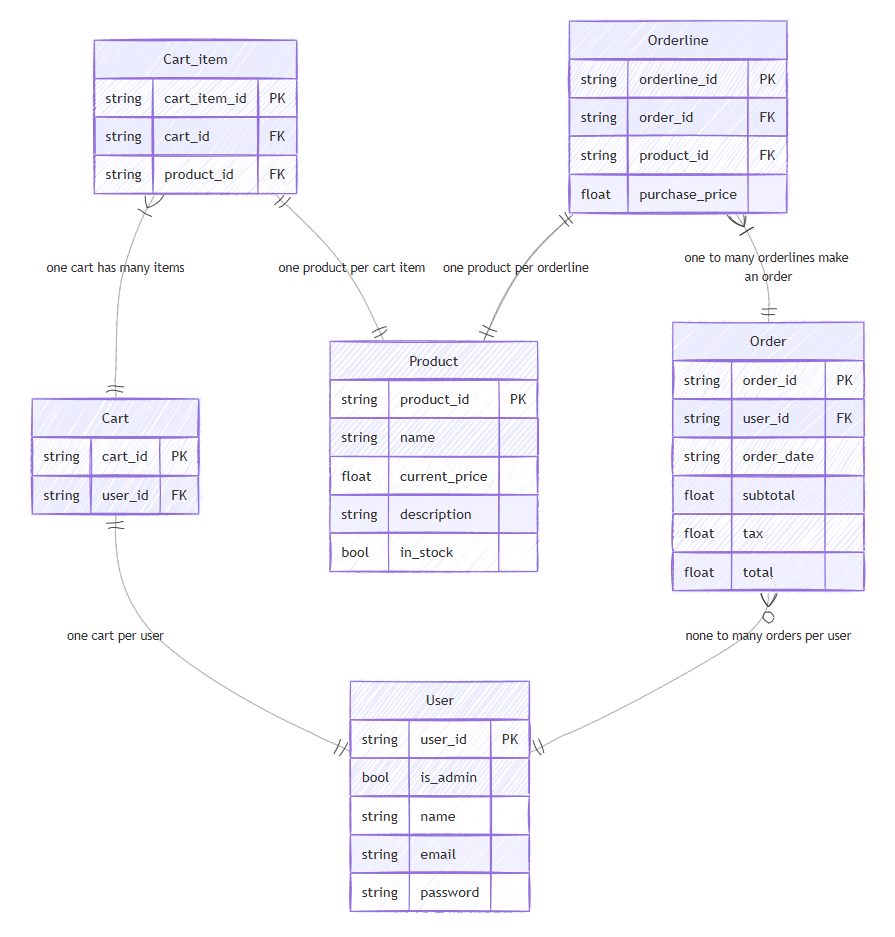 Cart_item
string cart_item_id PK
string cart_id FK
string product_id FK
Orderline
string orderline_id PK
string order_id FK
string product_id FK
float purchase_price
one cart has many items
one product per cart item
one product per orderline
one to many orderlines make
an order
Product
string product_id PK
string name
float current_price
string description
bool in_stock
Order
string order_id PK
string user_id FK
string order_date
float subtotal
float tax
float total
Cart
string cart_id PK
string user_id FK
one cart per user
none to many orders per user
User
string user_id PK
bool is_admin
string name
string email
string password